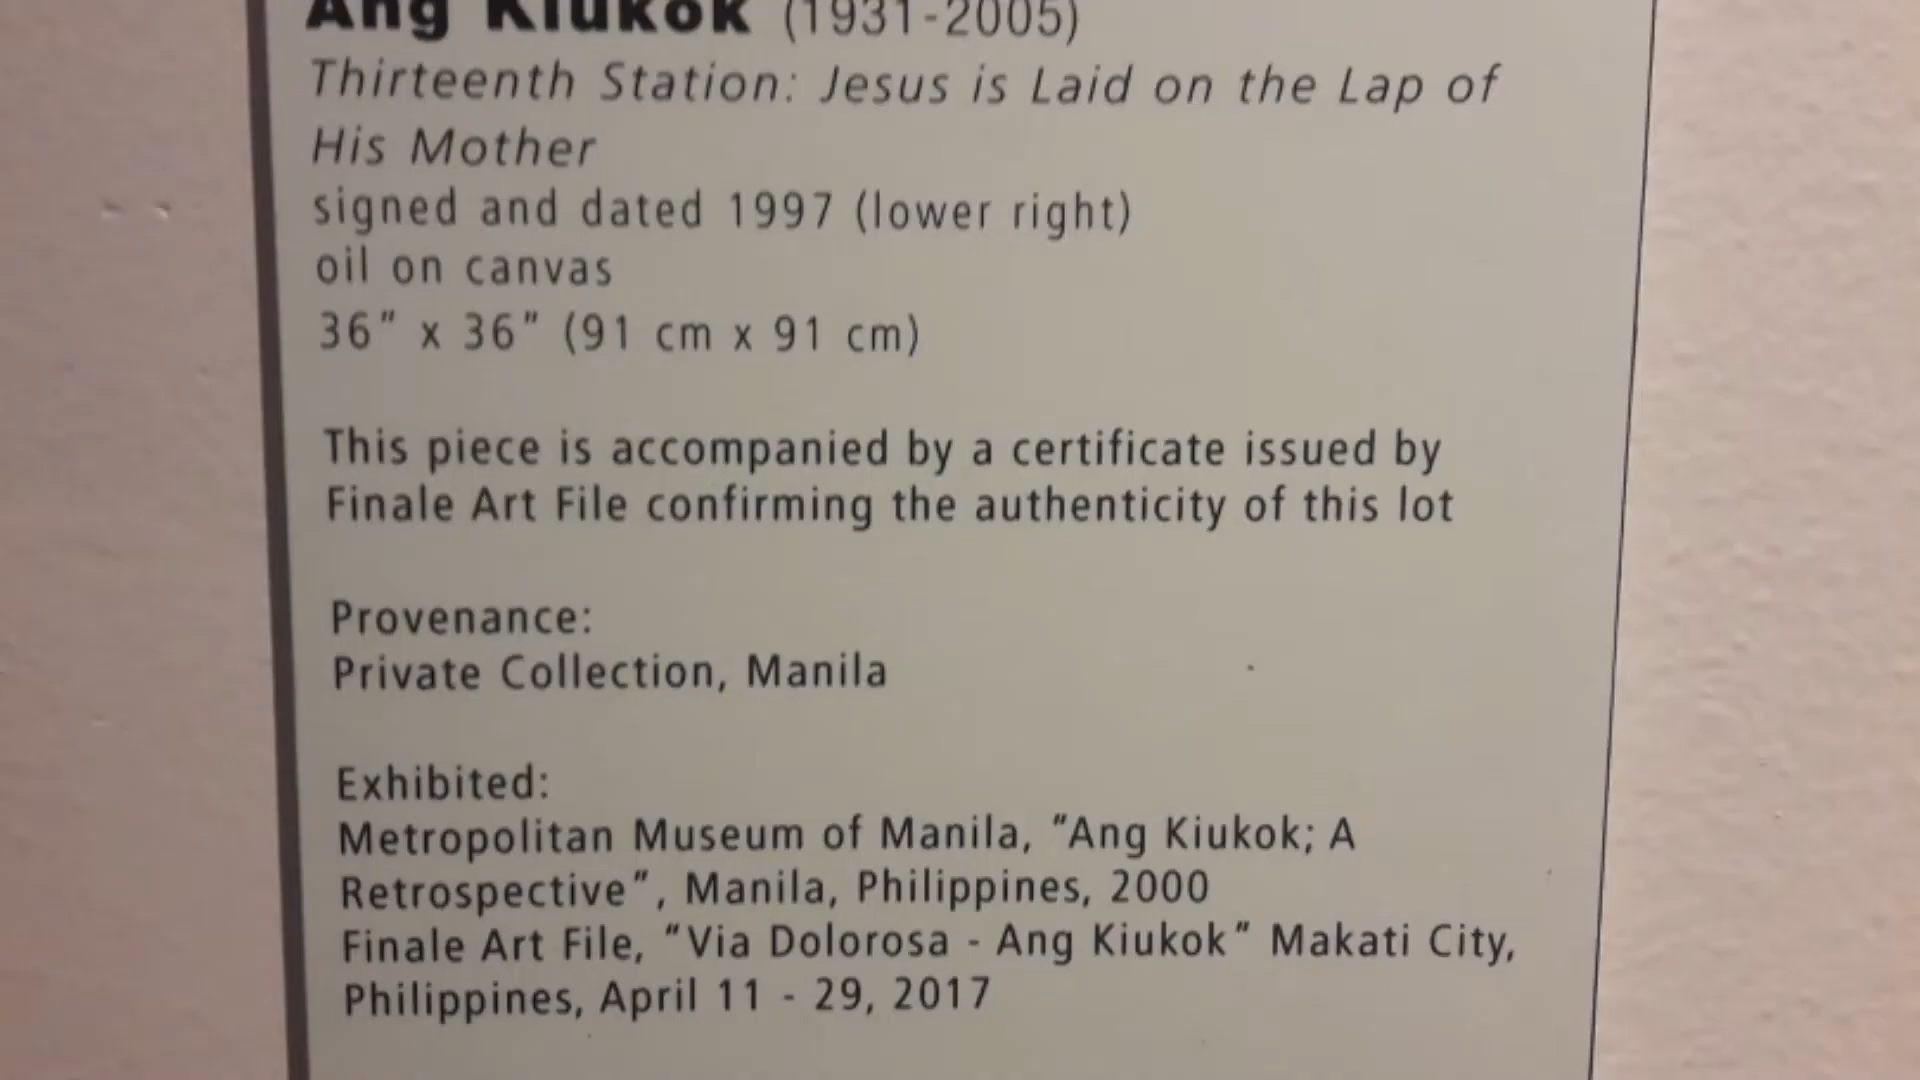 Ang Kiukok (1931-2005)
Thirteenth Station: Jesus is Laid on the Lap of
His Mother
signed and dated 1997 (lower right)
oil on canvas
36” x 36” (91 cm x 91 cm)
This piece is accompanied by a certificate issued by
Finale Art File confirming the authenticity of this lot
Provenance:
Private Collection, Manila
Exhibited:
Metropolitan Museum of Manila, “Ang Kiukok; A
Retrospective”, Manila, Philippines, 2000
Finale Art File, “Via Dolorosa - Ang Kiukok” Makati City,
Philippines, April 11 - 29, 2017